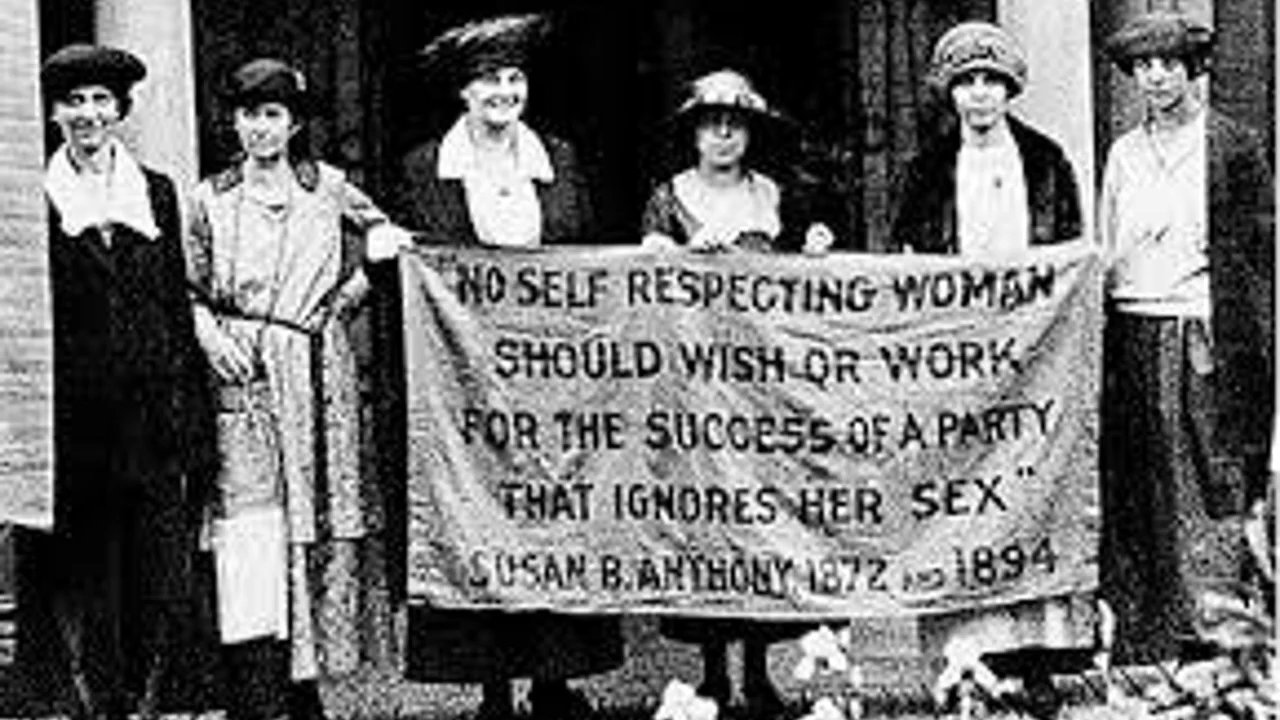 "NO SELF RESPECTING WOMAN
SHOULD WISH OR WORK
FOR THE SUCCESS OF A PARTY
THAT IGNORES HER SEX"
SUSAN B. ANTHONY 1872 AND 1894